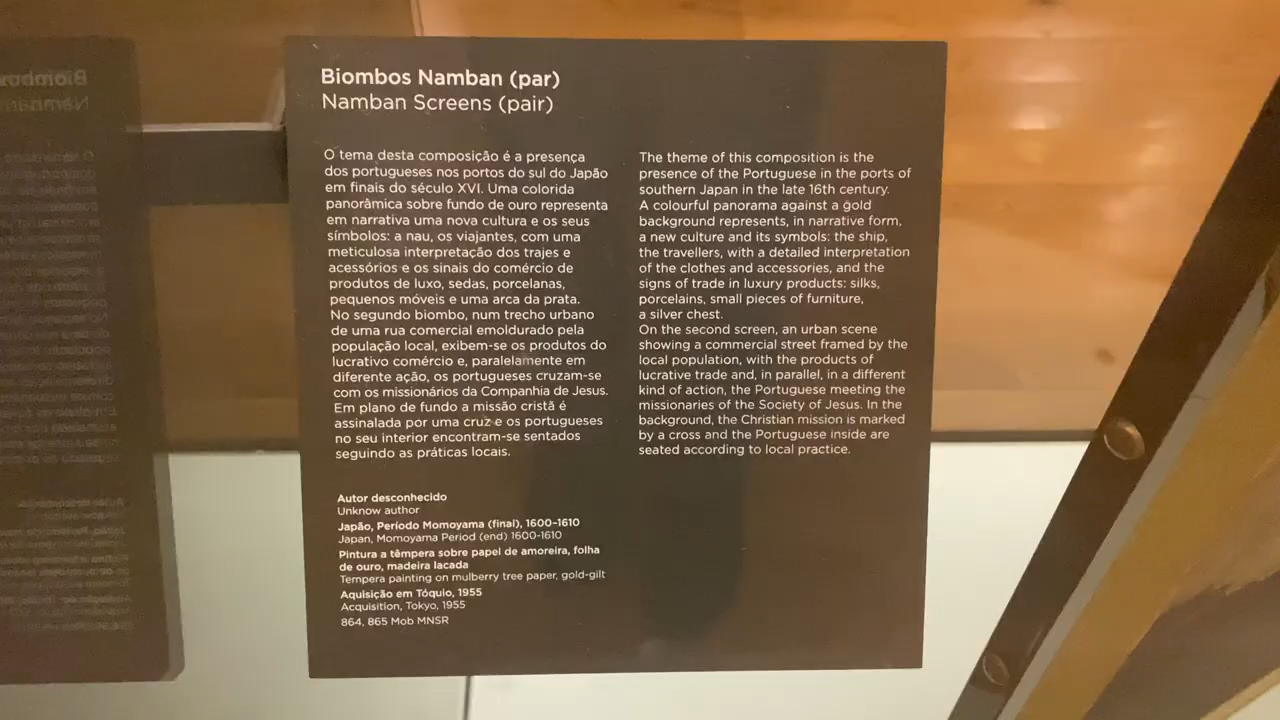 Biombos Namban (par)
Namban Screens (pair)
O tema desta composição é a presença
dos portugueses nos portos do sul do Japão
em finais do século XVI. Uma colorida
panorâmica sobre fundo de ouro representa
em narrativa uma nova cultura e os seus
símbolos: a nau, os viajantes, com uma
meticulosa interpretação dos trajes e
acessórios e os sinais do comércio de
produtos de luxo, sedas, porcelanas,
pequenos móveis e uma arca da prata.
No segundo biombo, num trecho urbano
de uma rua comercial emoldurado pela
população local, exibem-se os produtos do
lucrativo comércio e, paralelamente em
diferente ação, os portugueses cruzam-se
com os missionários da Companhia de Jesus.
Em plano de fundo a missão cristã é
assinalada por uma cruz e os portugueses
no seu interior encontram-se sentados
seguindo as práticas locais.
The theme of this composition is the
presence of the Portuguese in the ports of
southern Japan in the late 16th century.
A colourful panorama against a gold
background represents, in narrative form,
a new culture and its symbols: the ship,
the travellers, with a detailed interpretation
of the clothes and accessories, and the
signs of trade in luxury products: silks,
porcelains, small pieces of furniture,
a silver chest.
On the second screen, an urban scene
showing a commercial street framed by the
local population, with the products of
lucrative trade and, in parallel, in a different
kind of action, the Portuguese meeting the
missionaries of the Society of Jesus. In the
background, the Christian mission is marked
by a cross and the Portuguese inside are
seated according to local practice.
Autor desconhecido
Unknow author
Japão, Período Momoyama (final), 1600-1610
Japan, Momoyama Period (end) 1600-1610
Pintura a têmpera sobre papel de amoreira, folha
de ouro, madeira lacada
Tempera painting on mulberry tree paper, gold-gilt
Aquisição em Tóquio, 1955
Acquisition, Tokyo, 1955
864, 865 Mob MNSR